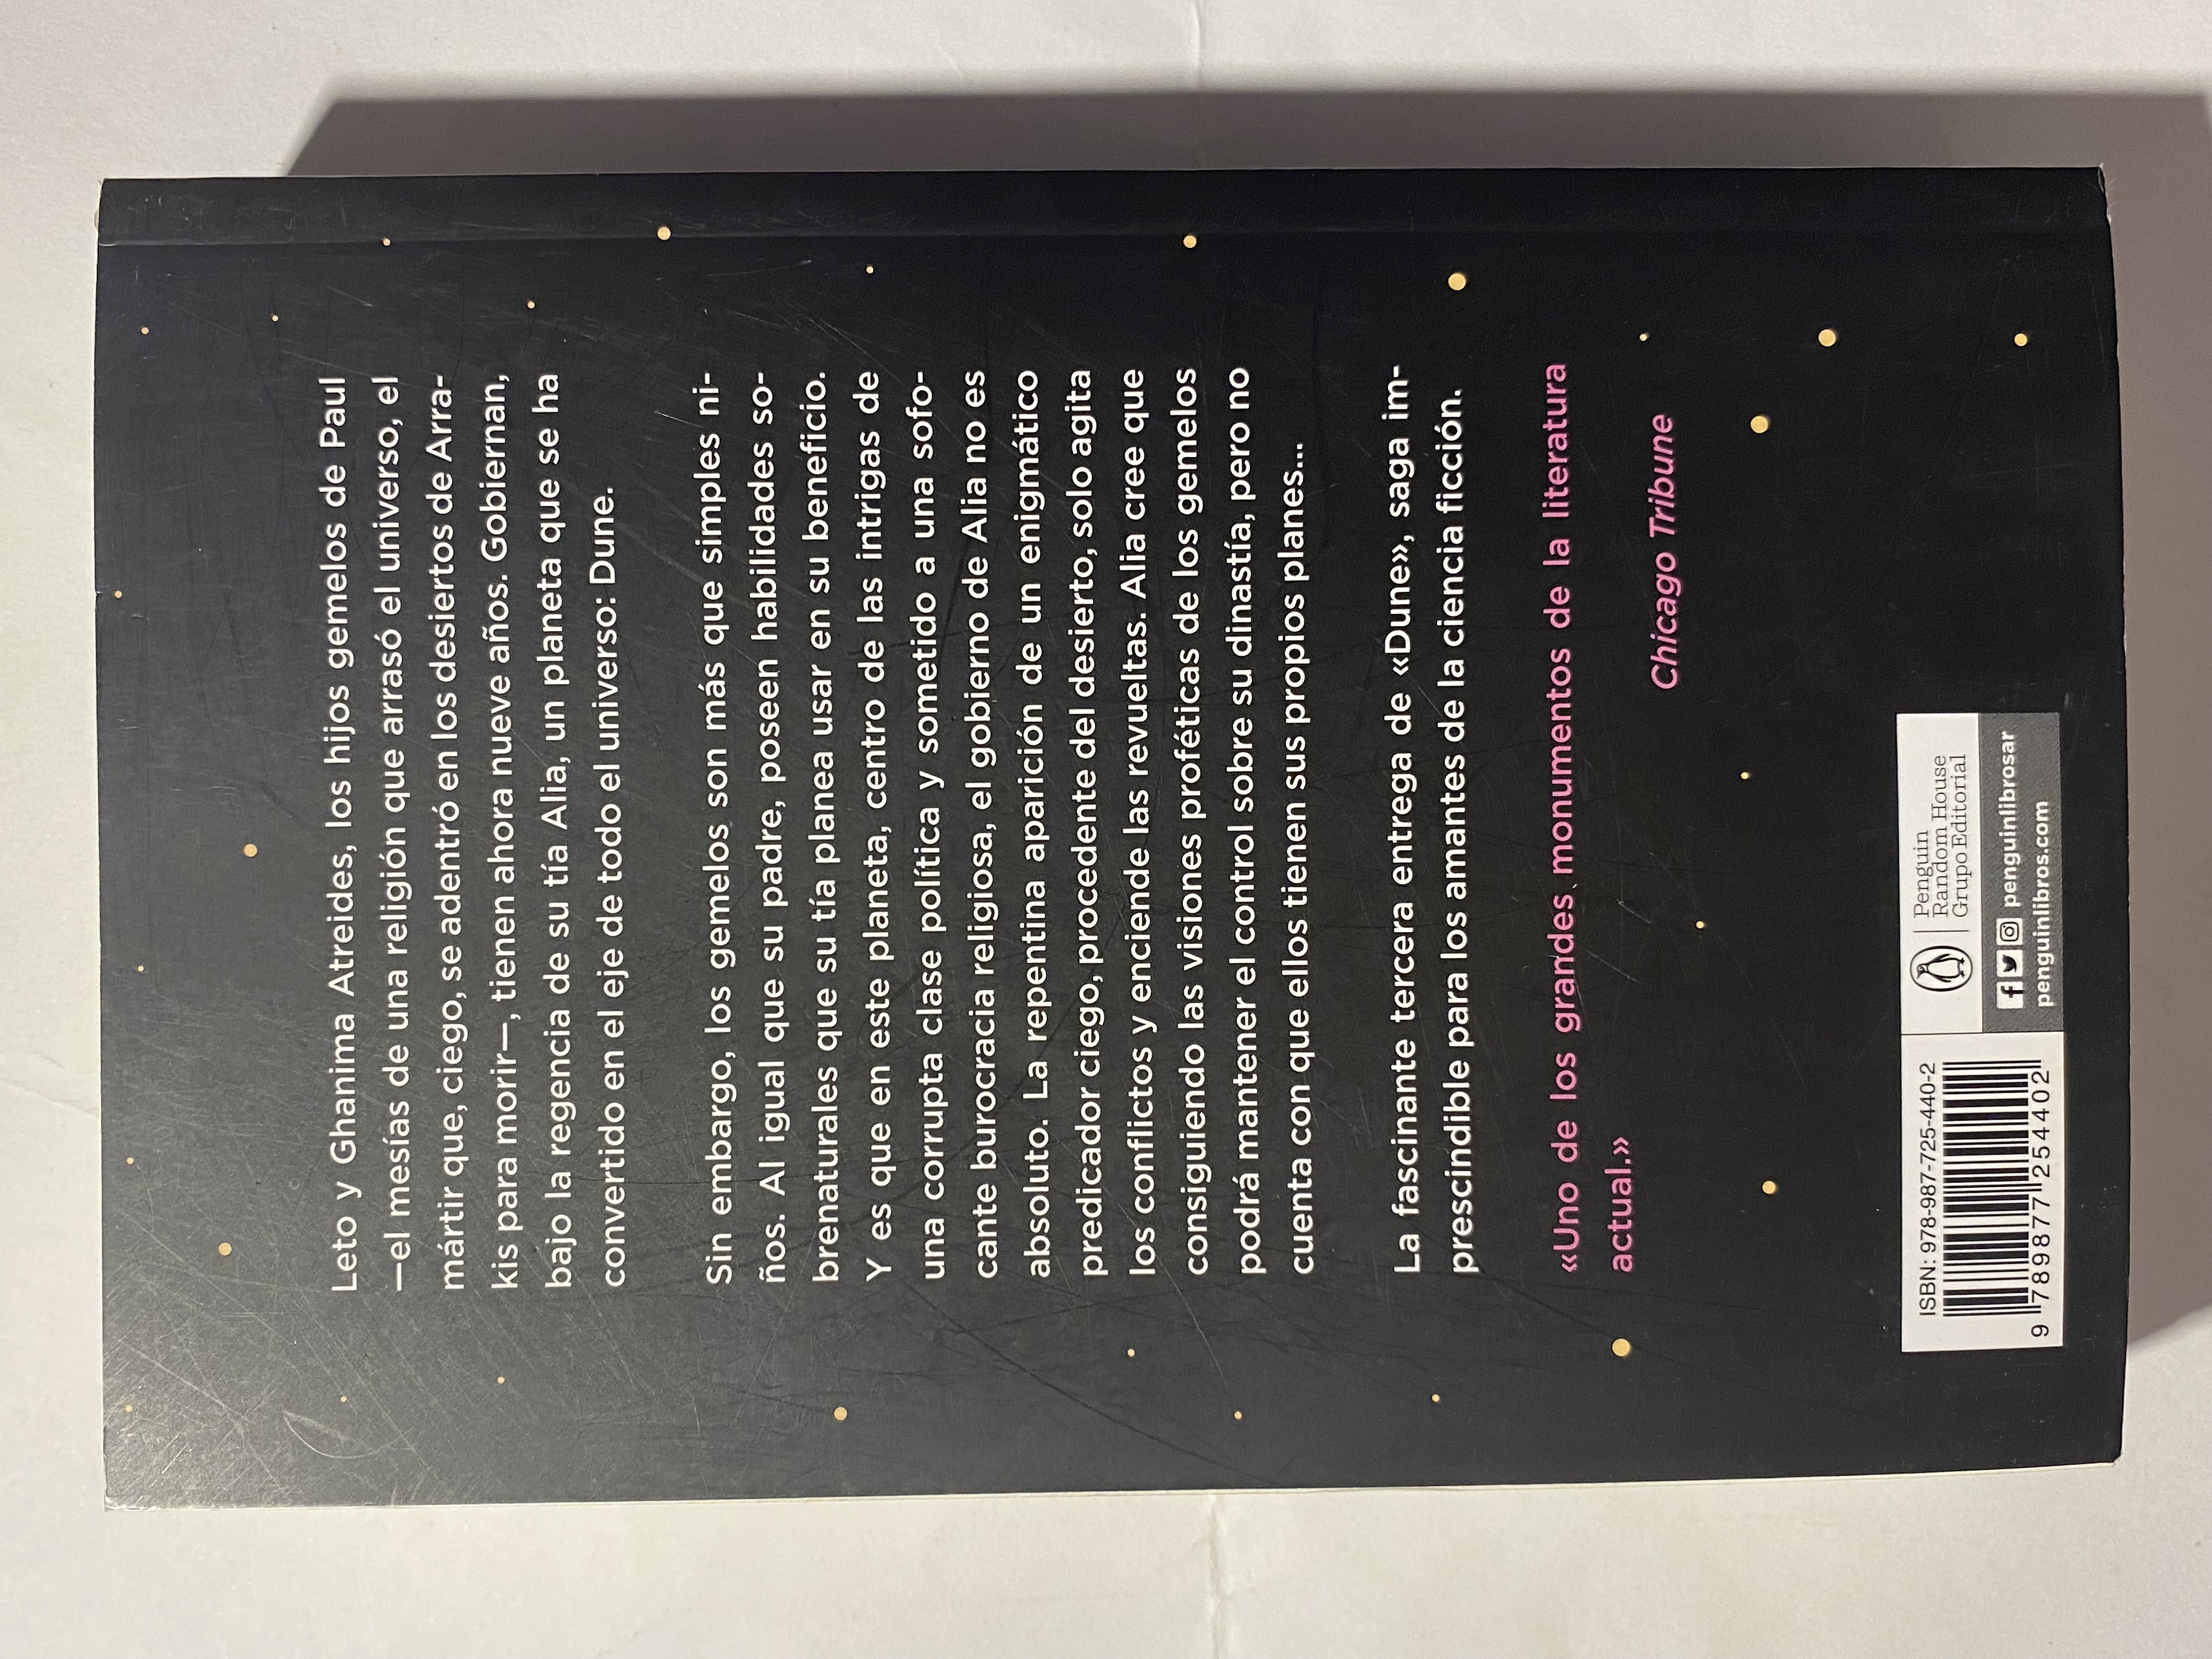 Leto y Ghanima Atreides, los hijos gemelos de Paul
—el mesías de una religión que arrasó el universo, el
mártir que, ciego, se adentró en los desiertos de Arra-
kis para morir—, tienen ahora nueve años. Gobiernan,
bajo la regencia de su tía Alia, un planeta que se ha
convertido en el eje de todo el universo: Dune.
Sin embargo, los gemelos son más que simples ni-
ños. Al igual que su padre, poseen habilidades so-
brenaturales que su tía planea usar en su beneficio.
Y es que en este planeta, centro de las intrigas de
una corrupta clase política y sometido a una sofo-
cante burocracia religiosa, el gobierno de Alia no es
absoluto. La repentina aparición de un enigmático
predicador ciego, procedente del desierto, solo agita
los conflictos y enciende las revueltas. Alia cree que
consiguiendo las visiones proféticas de los gemelos
podrá mantener el control sobre su dinastía, pero no
cuenta con que ellos tienen sus propios planes...
La fascinante tercera entrega de «Dune», saga im-
prescindible para los amantes de la ciencia ficción.
«Uno de los grandes monumentos de la literatura
actual.»
Chicago Tribune
ISBN: 978-987-725-440-2
9 789877 254402
Penguin
Random House
Grupo Editorial
penguinlibrosar
penguinlibros.com